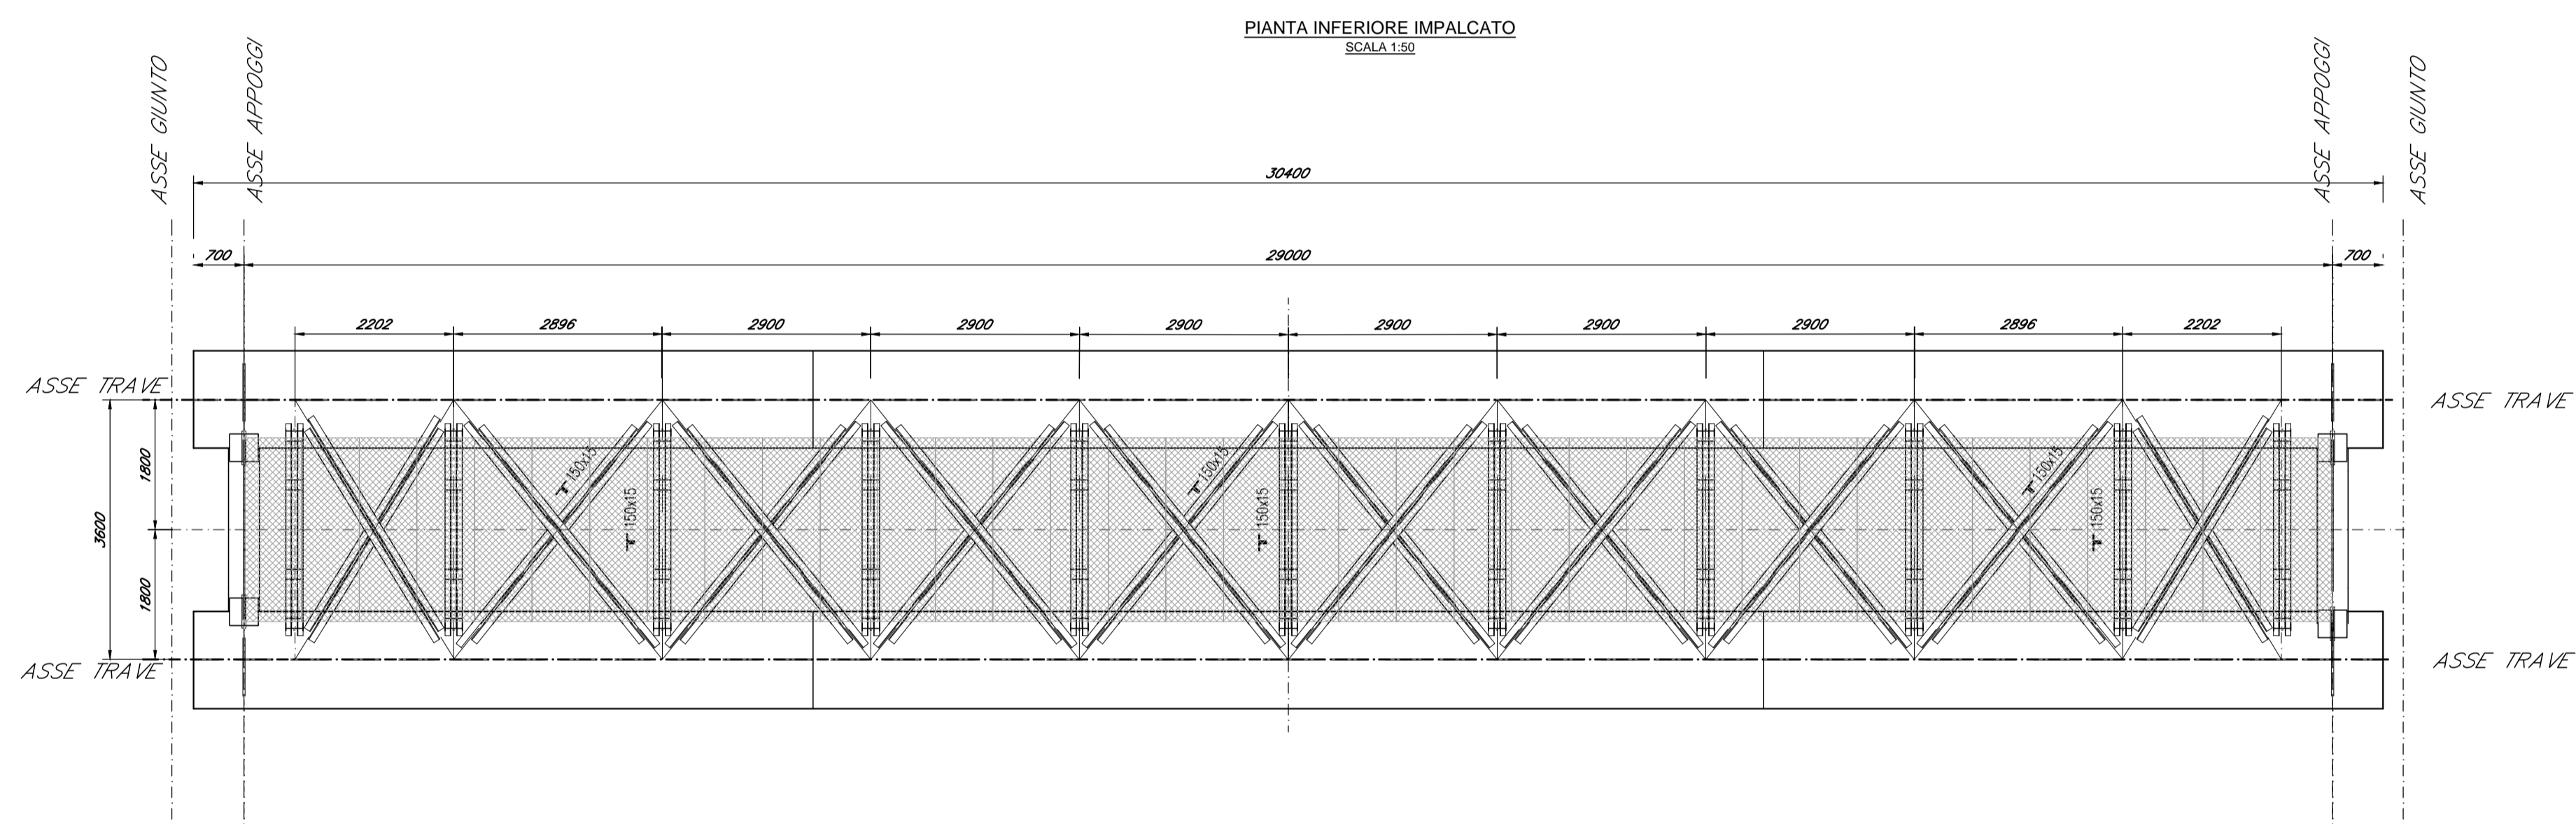 PIANTA INFERIORE IMPALCATO
SCALA 1:50
ASSE GIUNTO
ASSE APPOGGI
ASSE APPOGGI
ASSE GIUNTO
30400
700
29000
700
2202
2896
2900
2900
2900
2900
2900
2900
2896
2202
ASSE TRAVE
ASSE TRAVE
3600
1800
1800
150x15
150x15
150x15
150x15
150x15
150x15
ASSE TRAVE
ASSE TRAVE